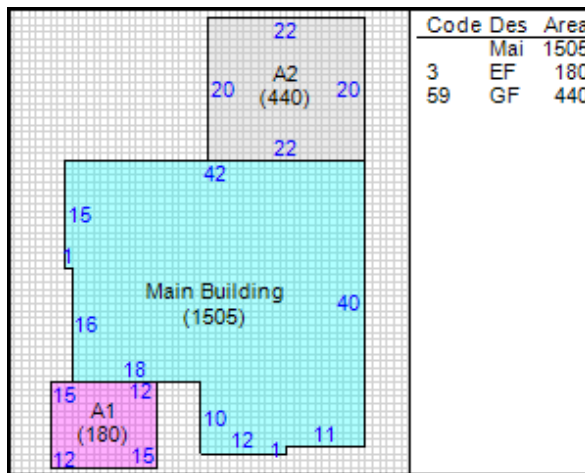 Code Des Area
Mai 1505
3 EF 180
59 GF 440
22
A2
(440)
20 20
22
42
15
1
Main Building
(1505)
40
16
18
15 12
A1
(180)
12 15
10
12 1 11